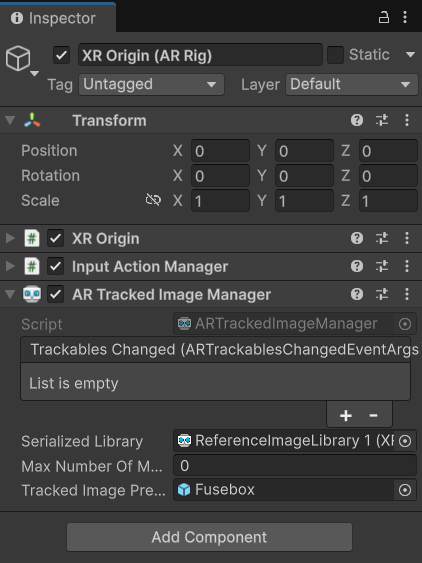 Inspector
XR Origin (AR Rig)
Static
Tag Untagged Layer Default
Transform
Position X 0 Y 0 Z 0
Rotation X 0 Y 0 Z 0
Scale X 1 Y 1 Z 1
# XR Origin
# Input Action Manager
AR Tracked Image Manager
Script ARTrackedImageManager
Trackables Changed (ARTrackablesChangedEventArgs
List is empty
+ -
Serialized Library ReferenceImageLibrary 1 (XR
Max Number Of M... 0
Tracked Image Pre... Fusebox
Add Component